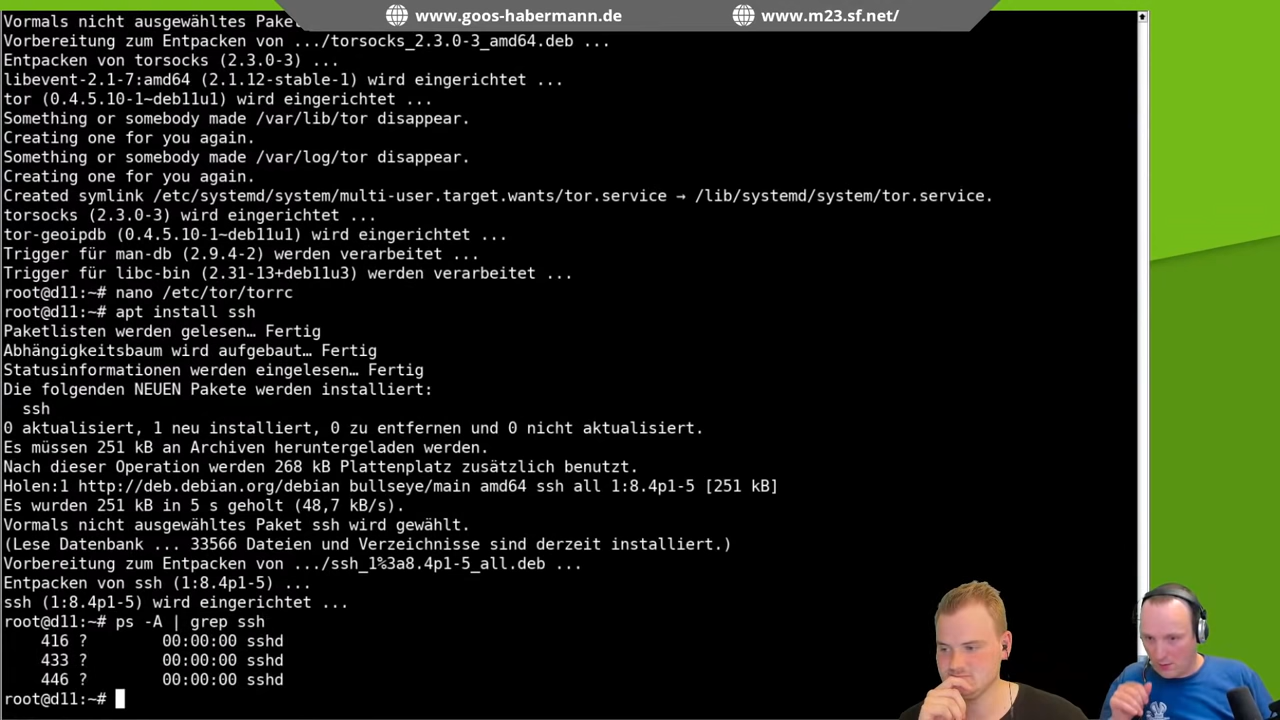 www.goos-habermann.de
www.m23.sf.net/
Vormals nicht ausgewähltes Paket
Vorbereitung zum Entpacken von .../torsocks_2.3.0-3_amd64.deb ...
Entpacken von torsocks (2.3.0-3) ...
libevent-2.1-7:amd64 (2.1.12-stable-1) wird eingerichtet ...
tor (0.4.5.10-1~deb11u1) wird eingerichtet ...
Something or somebody made /var/lib/tor disappear.
Creating one for you again.
Something or somebody made /var/log/tor disappear.
Creating one for you again.
Created symlink /etc/systemd/system/multi-user.target.wants/tor.service → /lib/systemd/system/tor.service.
torsocks (2.3.0-3) wird eingerichtet ...
tor-geoipdb (0.4.5.10-1~deb11u1) wird eingerichtet ...
Trigger für man-db (2.9.4-2) werden verarbeitet ...
Trigger für libc-bin (2.31-13+deb11u3) werden verarbeitet ...
root@d11:~# nano /etc/tor/torrc
root@d11:~# apt install ssh
Paketlisten werden gelesen… Fertig
Abhängigkeitsbaum wird aufgebaut… Fertig
Statusinformationen werden eingelesen… Fertig
Die folgenden NEUEN Pakete werden installiert:
ssh
0 aktualisiert, 1 neu installiert, 0 zu entfernen und 0 nicht aktualisiert.
Es müssen 251 kB an Archiven heruntergeladen werden.
Nach dieser Operation werden 268 kB Plattenplatz zusätzlich benutzt.
Holen:1 http://deb.debian.org/debian bullseye/main amd64 ssh all 1:8.4p1-5 [251 kB]
Es wurden 251 kB in 5 s geholt (48,7 kB/s).
Vormals nicht ausgewähltes Paket ssh wird gewählt.
(Lese Datenbank ... 33566 Dateien und Verzeichnisse sind derzeit installiert.)
Vorbereitung zum Entpacken von .../ssh_1%3a8.4p1-5_all.deb ...
Entpacken von ssh (1:8.4p1-5) ...
ssh (1:8.4p1-5) wird eingerichtet ...
root@d11:~# ps -A | grep ssh
416 ? 00:00:00 sshd
433 ? 00:00:00 sshd
446 ? 00:00:00 sshd
root@d11:~#